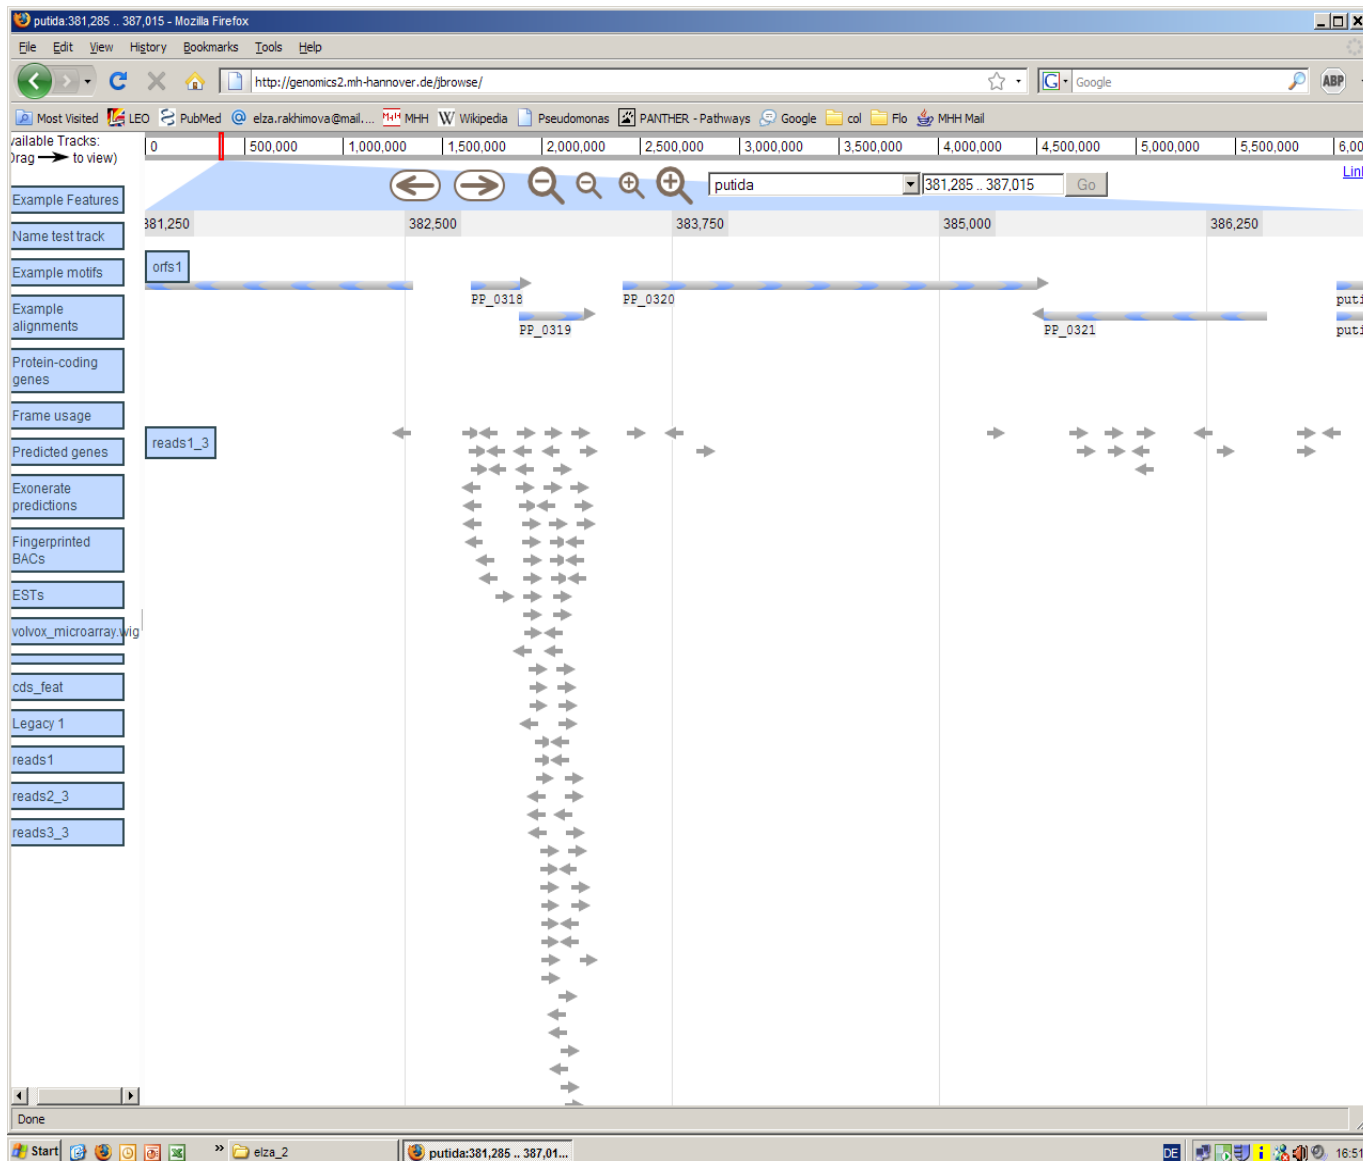 putida:381,285 .. 387,015 - Mozilla Firefox
File Edit View History Bookmarks Tools Help
http://genomics2.mh-hannover.de/jbrowse/ G Google ABP
Most Visited LEO PubMed elza.rakhimova@mail.... MHH Wikipedia Pseudomonas PANTHER - Pathways Google col Flo MHH Mail
vailable Tracks:
Drag to view)
0 500,000 1,000,000 1,500,000 2,000,000 2,500,000 3,000,000 3,500,000 4,000,000 4,500,000 5,000,000 5,500,000 6,00
Link
putida 381,285 .. 387,015 Go
381,250 382,500 383,750 385,000 386,250
Example Features
Name test track
Example motifs
Example
alignments
Protein-coding
genes
Frame usage
Predicted genes
Exonerate
predictions
Fingerprinted
BACs
ESTs
volvox_microarray.wig
cds_feat
Legacy 1
reads1
reads2_3
reads3_3
orfs1
PP_0318 PP_0320 puti
PP_0319 PP_0321 puti
reads1_3
Done
Start » elza_2 putida:381,285 .. 387,01... DE 16:51